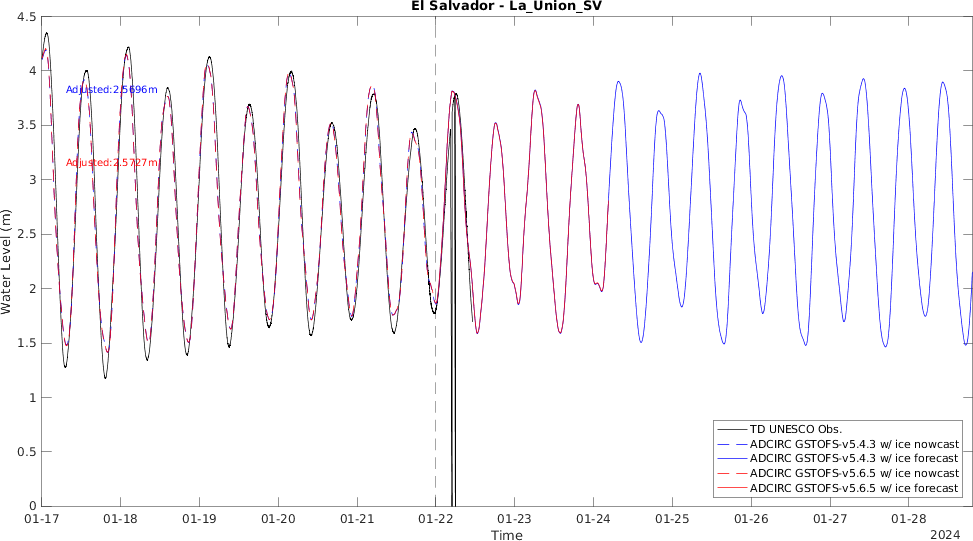 El Salvador - La_Union_SV
4.5
4
3.5
3
2.5
2
1.5
1
0.5
0
Water Level (m)
Adjusted:2.5696m
Adjusted:2.5727m
TD UNESCO Obs.
ADCIRC GSTOFS-v5.4.3 w/ ice nowcast
ADCIRC GSTOFS-v5.4.3 w/ ice forecast
ADCIRC GSTOFS-v5.6.5 w/ ice nowcast
ADCIRC GSTOFS-v5.6.5 w/ ice forecast
01-17 01-18 01-19 01-20 01-21 01-22 01-23 01-24 01-25 01-26 01-27 01-28
Time
2024